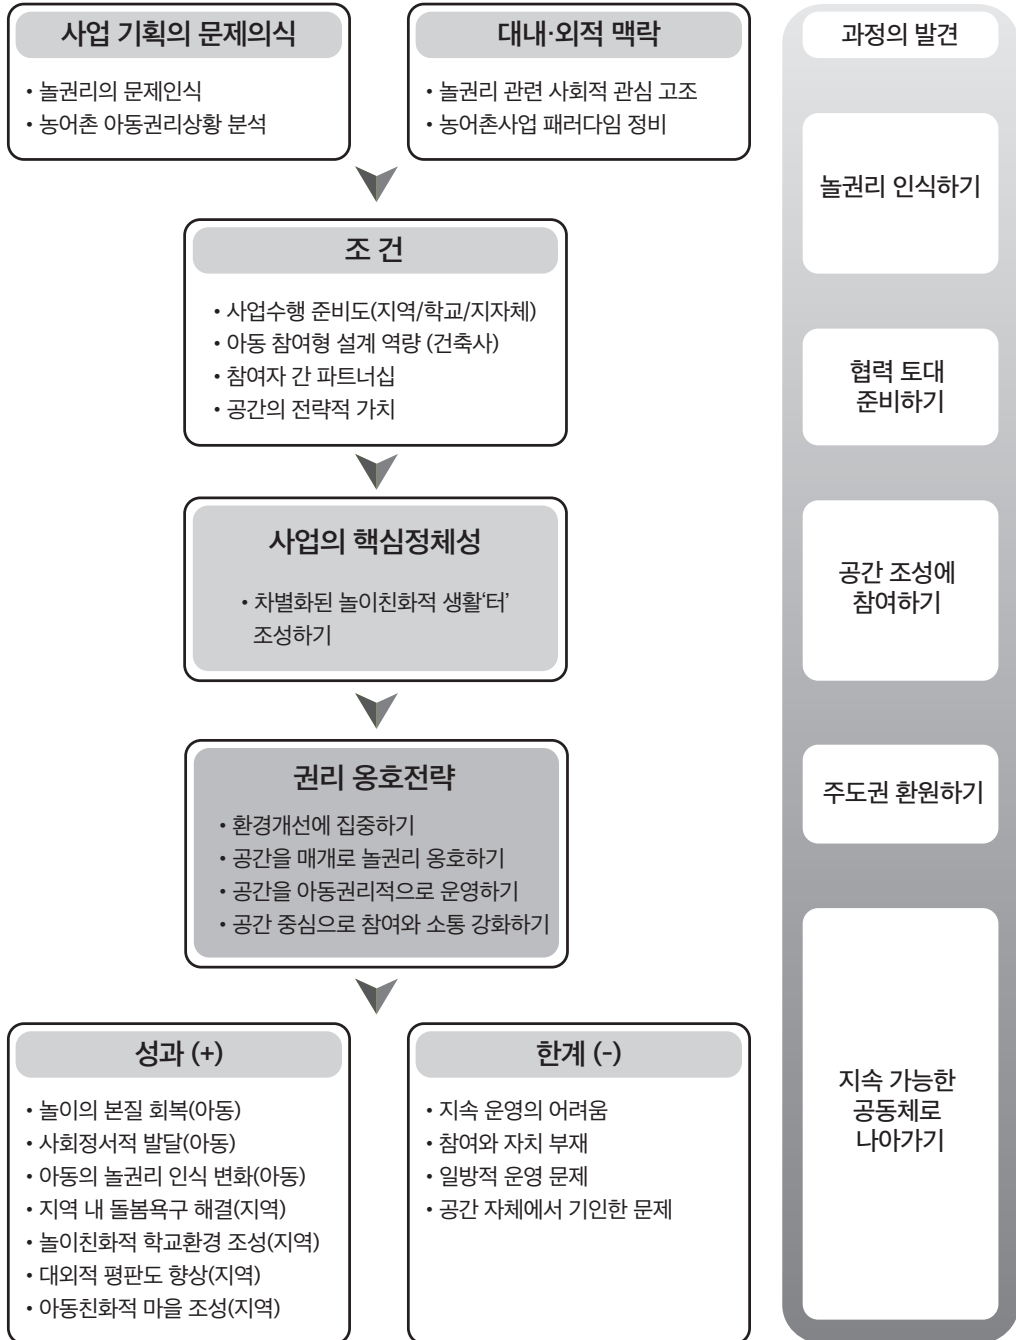 사업 기획의 문제의식
• 놀권리의 문제인식
• 농어촌 아동권리상황 분석
대내·외적 맥락
• 놀권리 관련 사회적 관심 고조
• 농어촌사업 패러다임 정비
조 건
• 사업수행 준비도(지역/학교/지자체)
• 아동 참여형 설계 역량 (건축사)
• 참여자 간 파트너십
• 공간의 전략적 가치
사업의 핵심정체성
• 차별화된 놀이친화적 생활‘터’
조성하기
권리 옹호전략
• 환경개선에 집중하기
• 공간을 매개로 놀권리 옹호하기
• 공간을 아동권리적으로 운영하기
• 공간 중심으로 참여와 소통 강화하기
성과 (+)
• 놀이의 본질 회복(아동)
• 사회정서적 발달(아동)
• 아동의 놀권리 인식 변화(아동)
• 지역 내 돌봄욕구 해결(지역)
• 놀이친화적 학교환경 조성(지역)
• 대외적 평판도 향상(지역)
• 아동친화적 마을 조성(지역)
한계 (-)
• 지속 운영의 어려움
• 참여와 자치 부재
• 일방적 운영 문제
• 공간 자체에서 기인한 문제
과정의 발견
놀권리 인식하기
협력 토대
준비하기
공간 조성에
참여하기
주도권 환원하기
지속 가능한
공동체로
나아가기